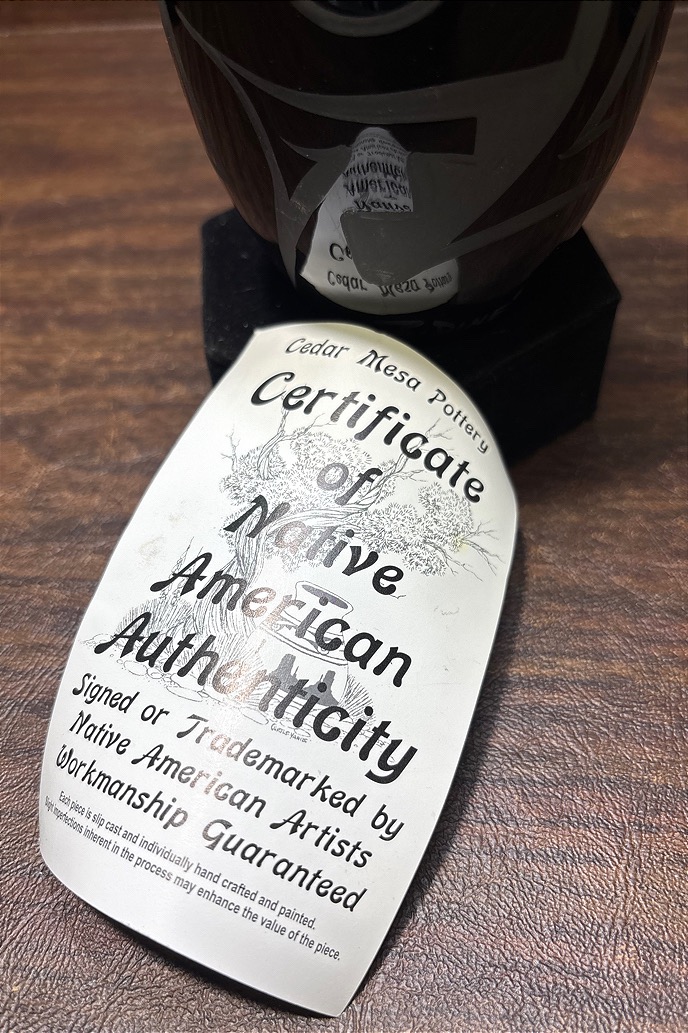 Cedar Mesa Pottery
Certificate
of
Native
American
Authenticity
Signed or Trademarked by
Native American Artists
Workmanship Guaranteed
Each piece is slip cast and individually hand crafted and painted.
Slight imperfections inherent in the process may enhance the value of the piece.